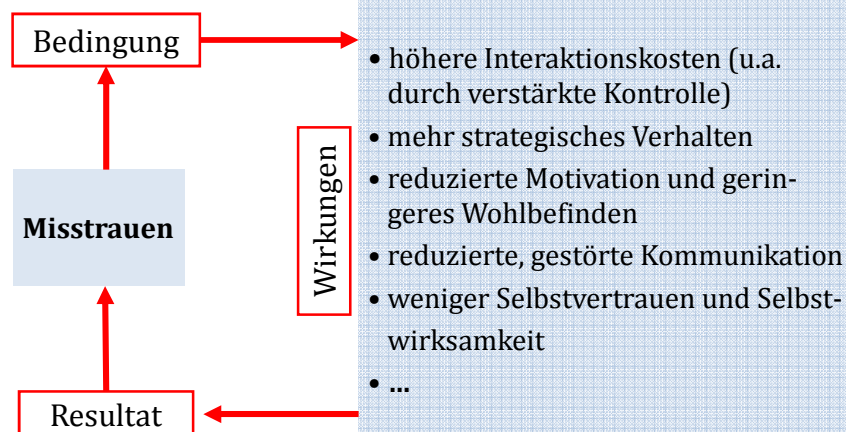 Bedingung
Misstrauen
Resultat
Wirkungen
• höhere Interaktionskosten (u.a.
durch verstärkte Kontrolle)
• mehr strategisches Verhalten
• reduzierte Motivation und gerin-
geres Wohlbefinden
• reduzierte, gestörte Kommunikation
• weniger Selbstvertrauen und Selbst-
wirksamkeit
• ...